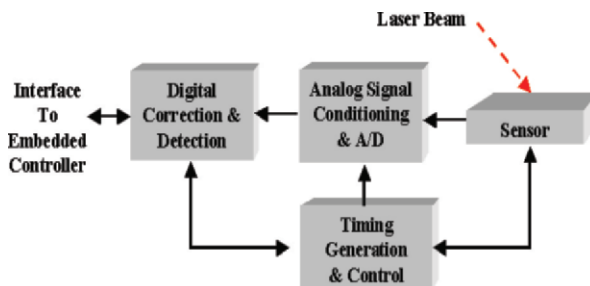 Laser Beam
Interface
To
Embedded
Controller
Digital
Correction &
Detection
Analog Signal
Conditioning
& A/D
Sensor
Timing
Generation
& Control